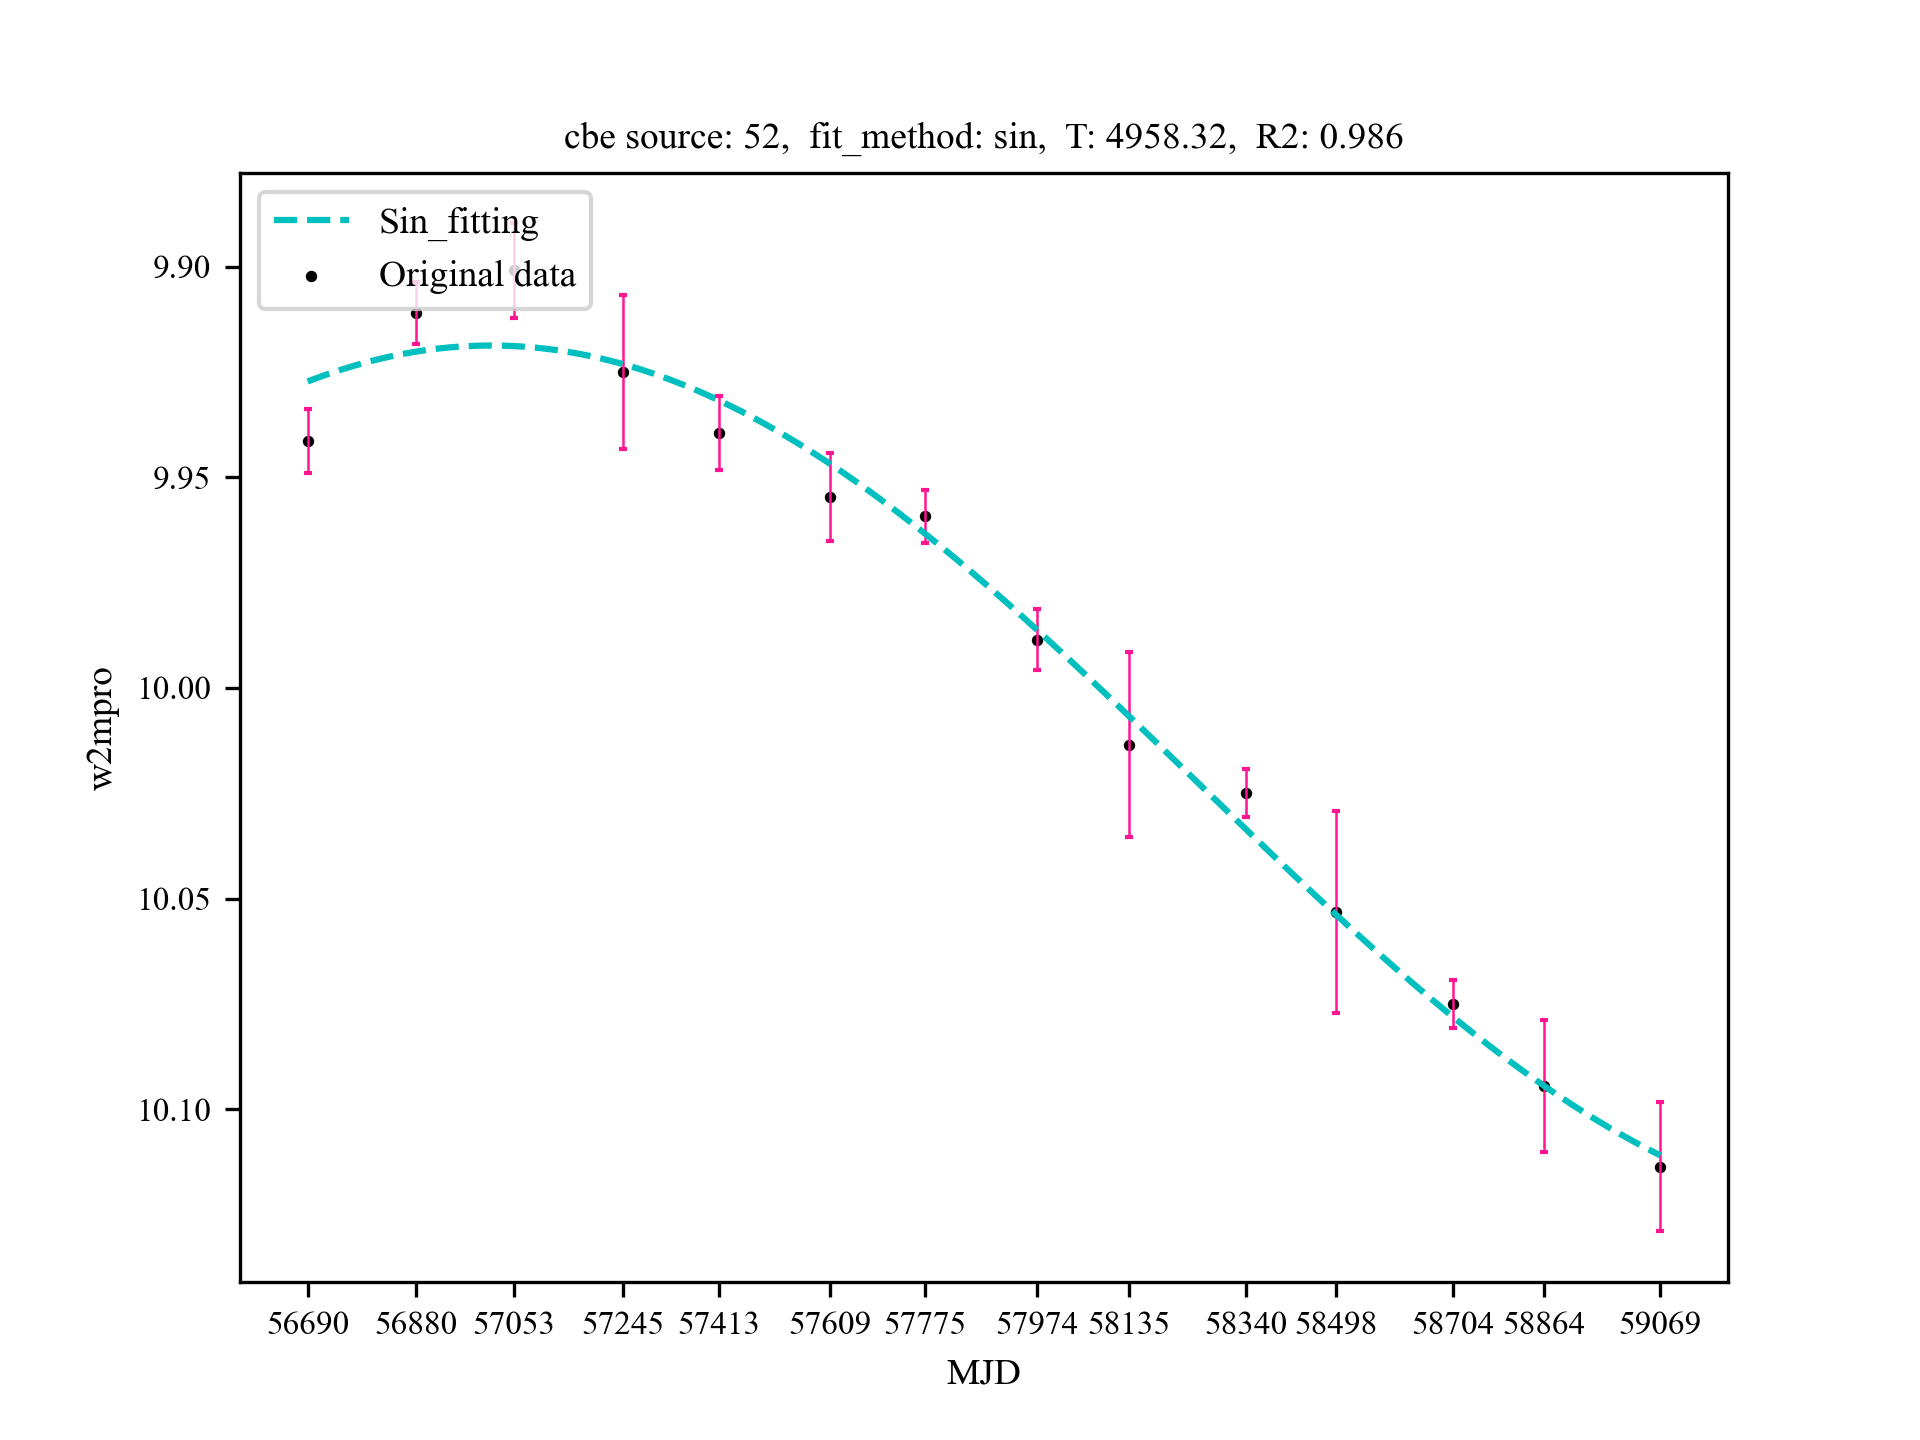 cbe source: 52,  fit_method: sin,  T: 4958.32,  R2: 0.986
Sin_fitting
Original data
9.90
9.95
10.00
10.05
10.10
w2mpro
56690 56880 57053 57245 57413 57609 57775 57974 58135 58340 58498 58704 58864 59069
MJD